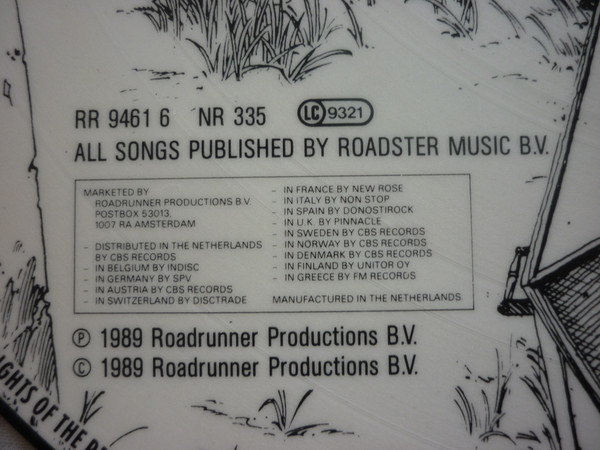 RR 9461 6 NR 335 LC 9321
ALL SONGS PUBLISHED BY ROADSTER MUSIC B.V.
MARKETED BY
ROADRUNNER PRODUCTIONS B.V.
POSTBOX 53013,
1007 RA AMSTERDAM
- DISTRIBUTED IN THE NETHERLANDS
BY CBS RECORDS
- IN BELGIUM BY INDISC
- IN GERMANY BY SPV
- IN AUSTRIA BY CBS RECORDS
- IN SWITZERLAND BY DISCTRADE
- IN FRANCE BY NEW ROSE
- IN ITALY BY NON STOP
- IN SPAIN BY DONOSTIROCK
- IN U.K. BY PINNACLE
- IN SWEDEN BY CBS RECORDS
- IN NORWAY BY CBS RECORDS
- IN DENMARK BY CBS RECORDS
- IN FINLAND BY UNITOR OY
- IN GREECE BY FM RECORDS
MANUFACTURED IN THE NETHERLANDS
℗ 1989 Roadrunner Productions B.V.
© 1989 Roadrunner Productions B.V.
GHTS OF THE